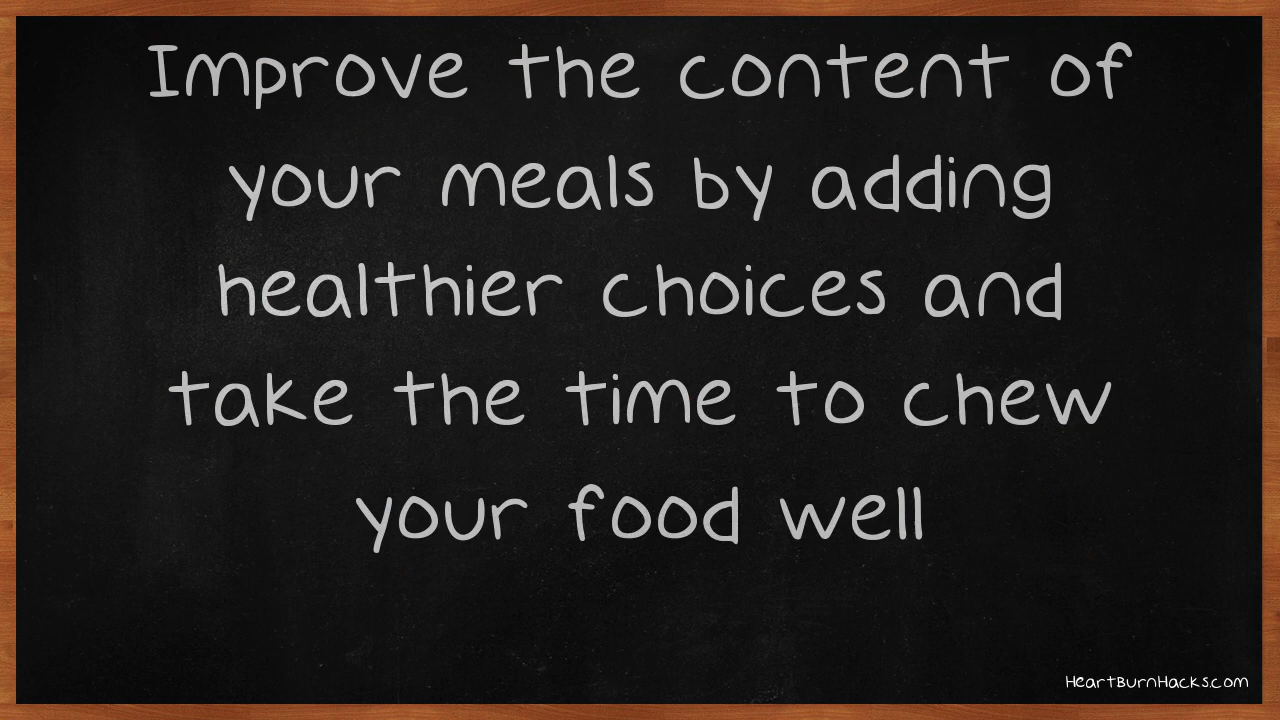 Improve the content of
your meals by adding
healthier choices and
take the time to chew
your food well
HeartBurnHacks.com